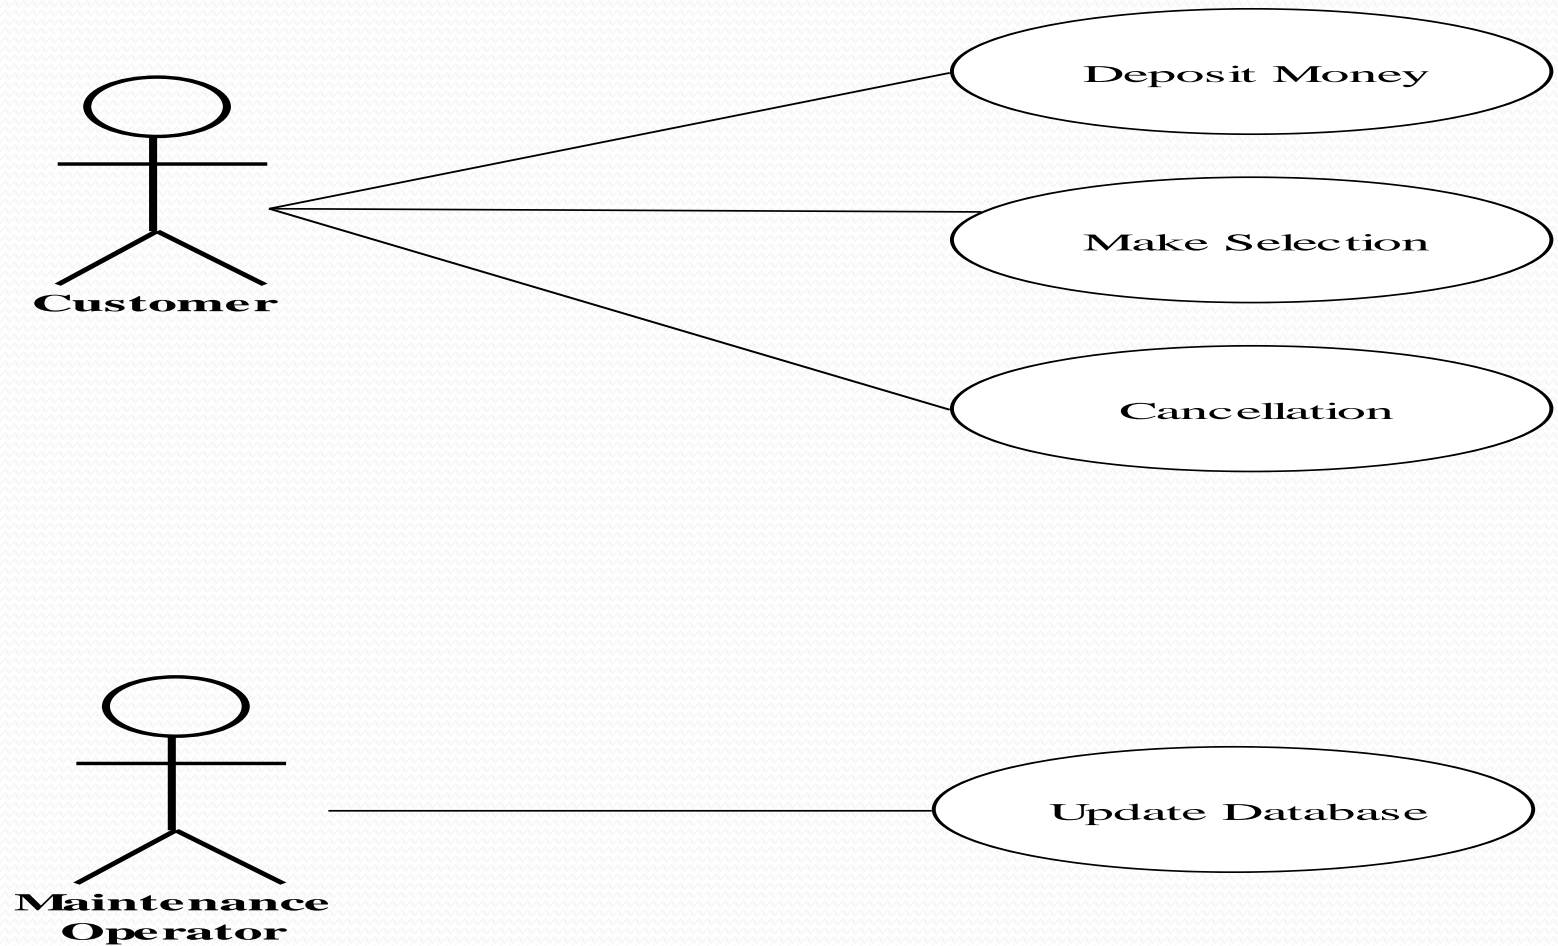 Deposit Money
Make Selection
Customer
Cancellation
Update Database
Maintenance
Operator